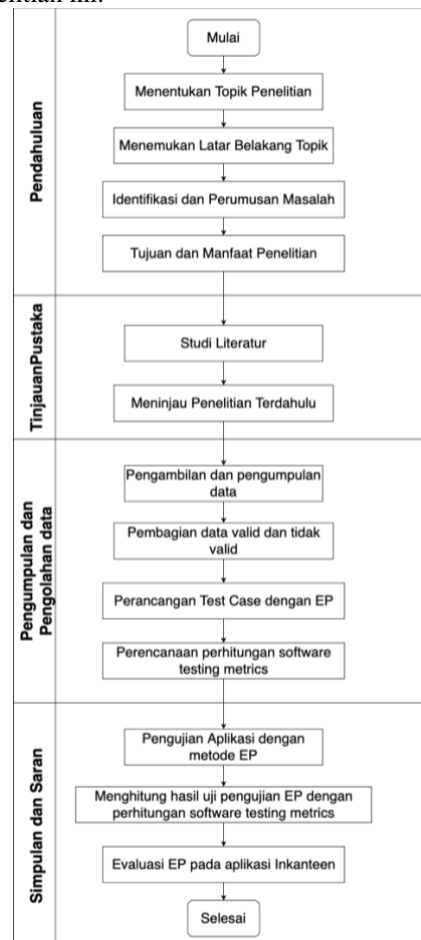 Mulai
Pendahuluan
Menentukan Topik Penelitian
Menemukan Latar Belakang Topik
Identifikasi dan Perumusan Masalah
Tujuan dan Manfaat Penelitian
TinjauanPustaka
Studi Literatur
Meninjau Penelitian Terdahulu
Pengumpulan dan
Pengolahan data
Pengambilan dan pengumpulan
data
Pembagian data valid dan tidak
valid
Perancangan Test Case dengan EP
Perencanaan perhitungan software
testing metrics
Simpulan dan Saran
Pengujian Aplikasi dengan
metode EP
Menghitung hasil uji pengujian EP dengan
perhitungan software testing metrics
Evaluasi EP pada aplikasi Inkanteen
Selesai